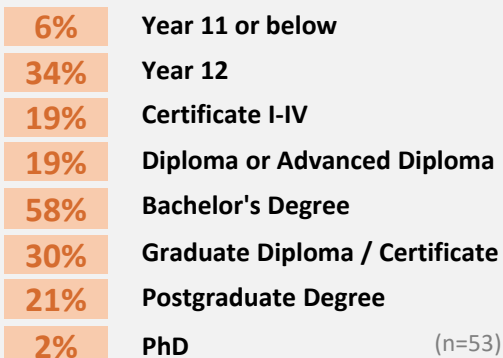 6% Year 11 or below
34% Year 12
19% Certificate I-IV
19% Diploma or Advanced Diploma
58% Bachelor's Degree
30% Graduate Diploma / Certificate
21% Postgraduate Degree
2% PhD (n=53)